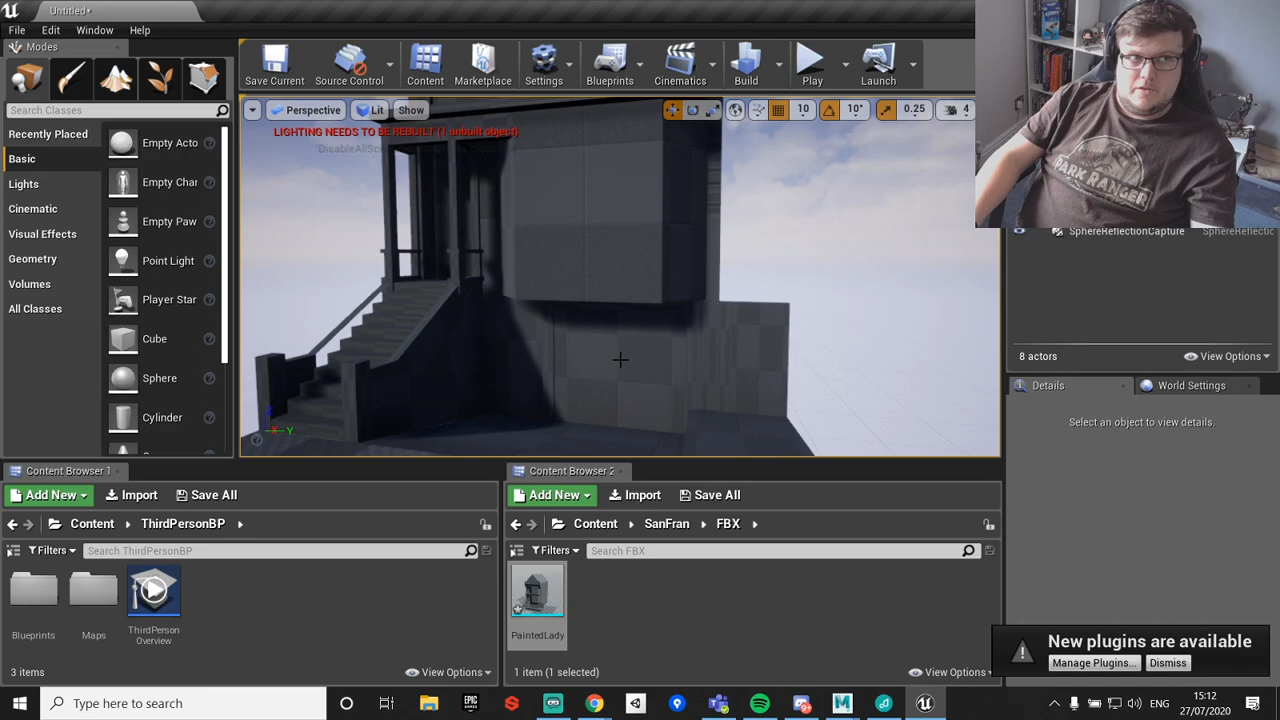 Untitled*
File Edit Window Help
Modes
Search Classes
Recently Placed
Basic
Lights
Cinematic
Visual Effects
Geometry
Volumes
All Classes
Empty Acto
Empty Char
Empty Paw
Point Light
Player Star
Cube
Sphere
Cylinder
Save Current Source Control Content Marketplace Settings Blueprints Cinematics Build Play Launch
Perspective Lit Show 10 10° 0.25 4
LIGHTING NEEDS TO BE REBUILT (1 unbuilt object)
PARK RANGER
SphereReflectionCapture SphereReflectic
8 actors View Options
Details World Settings
Select an object to view details.
Content Browser 1
Add New Import Save All
Content ThirdPersonBP
Filters Search ThirdPersonBP
Blueprints Maps ThirdPerson
Overview
3 items View Options
Content Browser 2
Add New Import Save All
Content SanFran FBX
Filters Search FBX
PaintedLady
1 item (1 selected) View Options
New plugins are available
Manage Plugins... Dismiss
Type here to search
ENG
15:12
27/07/2020